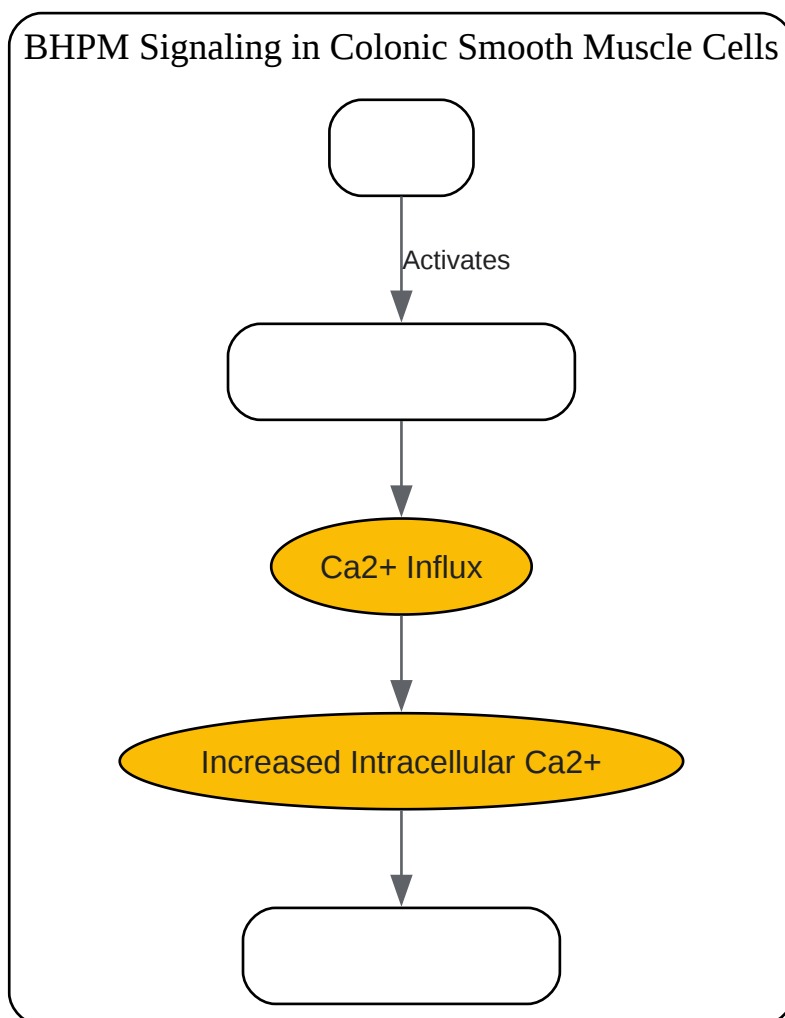 BHPM Signaling in Colonic Smooth Muscle Cells
Activates
Ca2+ Influx
Increased Intracellular Ca2+